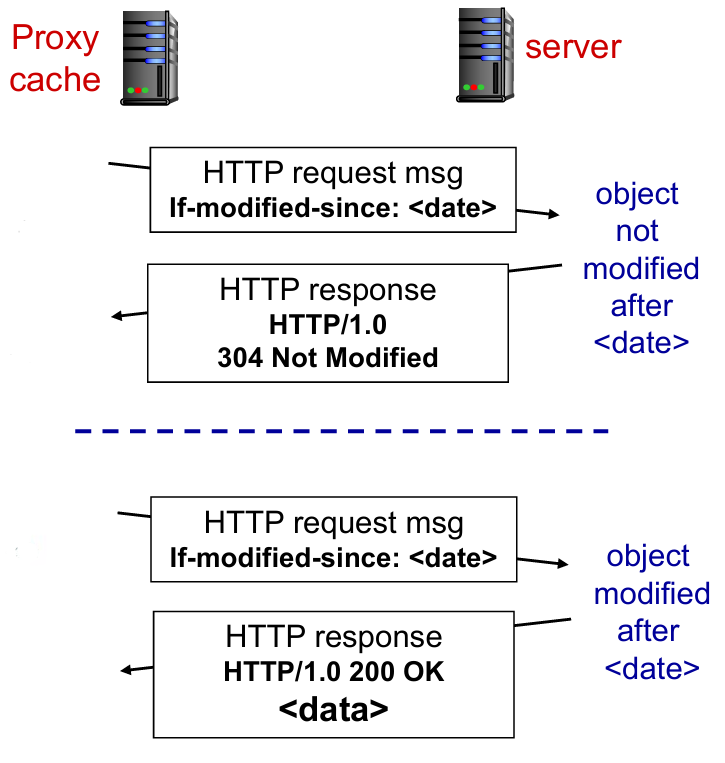 Proxy
cache
server
HTTP request msg
If-modified-since: <date>
object
not
modified
after
<date>
HTTP response
HTTP/1.0
304 Not Modified
HTTP request msg
If-modified-since: <date>
object
modified
after
<date>
HTTP response
HTTP/1.0 200 OK
<data>